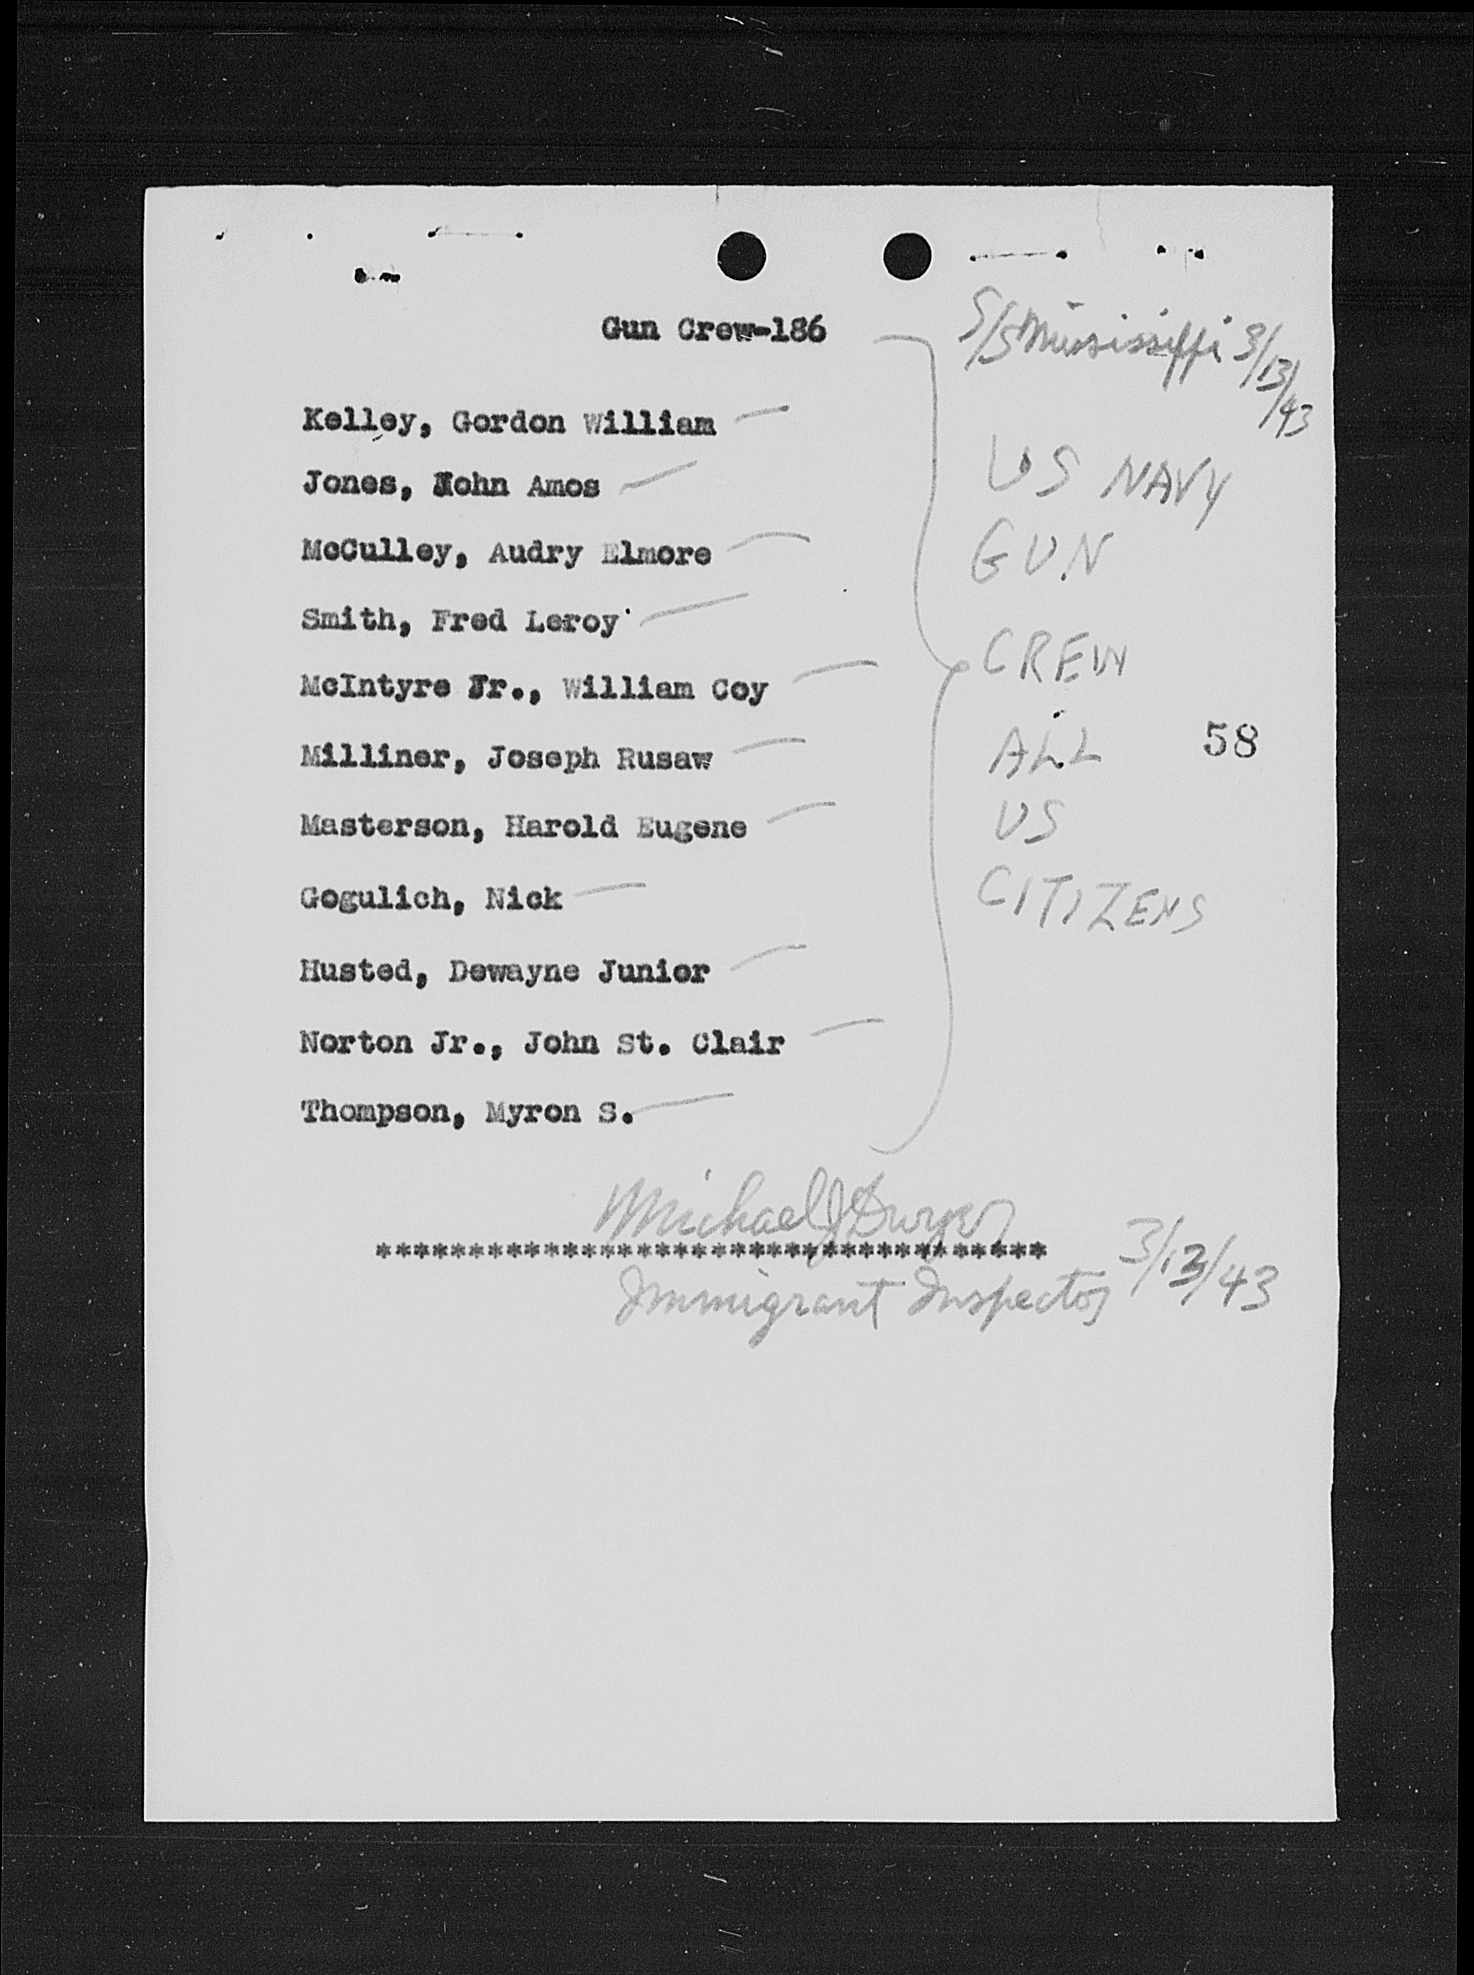 Gun Crew-186
S/S Mississippi 3/13/43
Kelley, Gordon William
Jones, John Amos
US NAVY
McCulley, Audry Elmore
GUN
Smith, Fred Leroy
CREW
McIntyre Jr., William Coy
Milliner, Joseph Rusaw
ALL
58
Masterson, Harold Eugene
US
Gogulich, Nick
CITIZENS
Husted, Dewayne Junior
Norton Jr., John St. Clair
Thompson, Myron S.
Michael J Dwyer
************************************
Immigrant Inspector 3/13/43